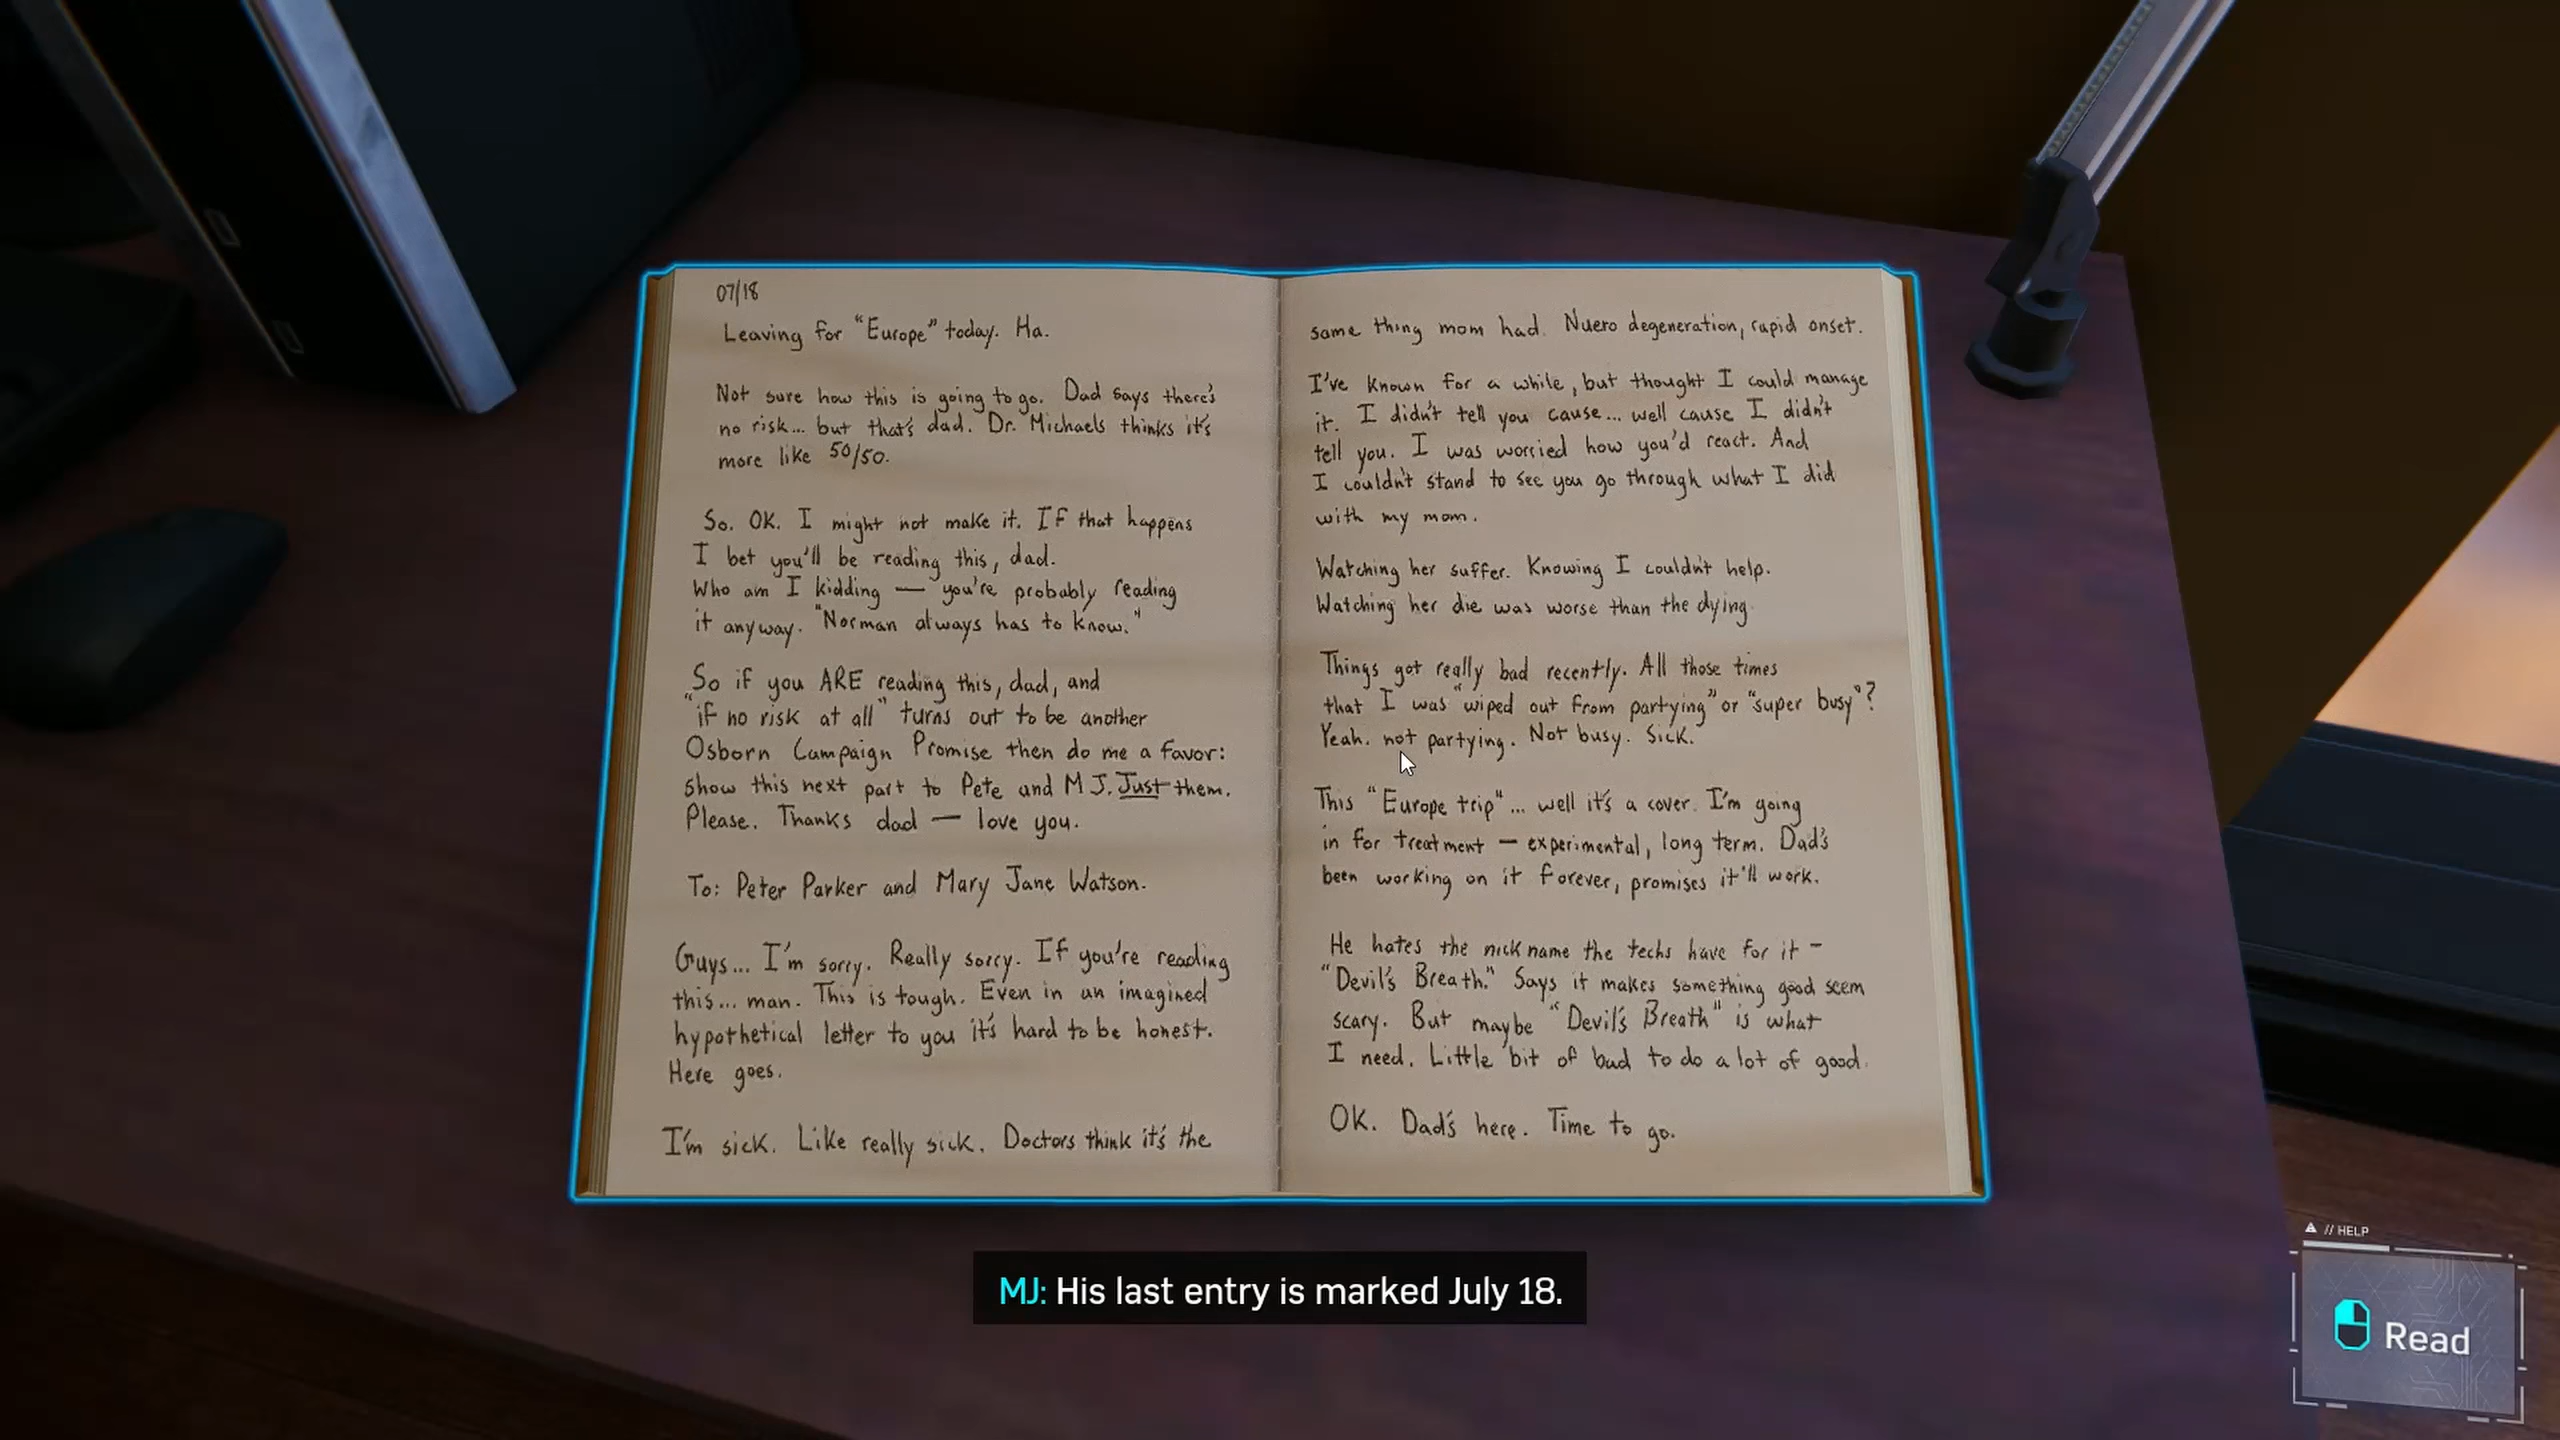 07/18
Leaving for "Europe" today. Ha.
Not sure how this is going to go. Dad says there's
no risk... but that's dad. Dr. Michaels thinks it's
more like 50/50.
So. OK. I might not make it. If that happens
I bet you'll be reading this, dad.
Who am I kidding — you're probably reading
it anyway. "Norman always has to know."
So if you ARE reading this, dad, and
"if no risk at all" turns out to be another
Osborn Campaign Promise then do me a favor:
show this next part to Pete and MJ. Just them.
Please. Thanks dad — love you.
To: Peter Parker and Mary Jane Watson.
Guys... I'm sorry. Really sorry. If you're reading
this... man. This is tough. Even in an imagined
hypothetical letter to you it's hard to be honest.
Here goes.
I'm sick. Like really sick. Doctors think it's the
same thing mom had. Nuero degeneration, rapid onset.
I've known for a while, but thought I could manage
it. I didn't tell you cause... well cause I didn't
tell you. I was worried how you'd react. And
I couldn't stand to see you go through what I did
with my mom.
Watching her suffer. Knowing I couldn't help.
Watching her die was worse than the dying.
Things got really bad recently. All those times
that I was "wiped out from partying" or "super busy"?
Yeah. not partying. Not busy. Sick.
This "Europe trip"... well it's a cover. I'm going
in for treatment — experimental, long term. Dad's
been working on it forever, promises it'll work.
He hates the nickname the techs have for it -
"Devil's Breath." Says it makes something good seem
scary. But maybe "Devil's Breath" is what
I need. Little bit of bad to do a lot of good.
OK. Dad's here. Time to go.
MJ: His last entry is marked July 18.
// HELP
Read